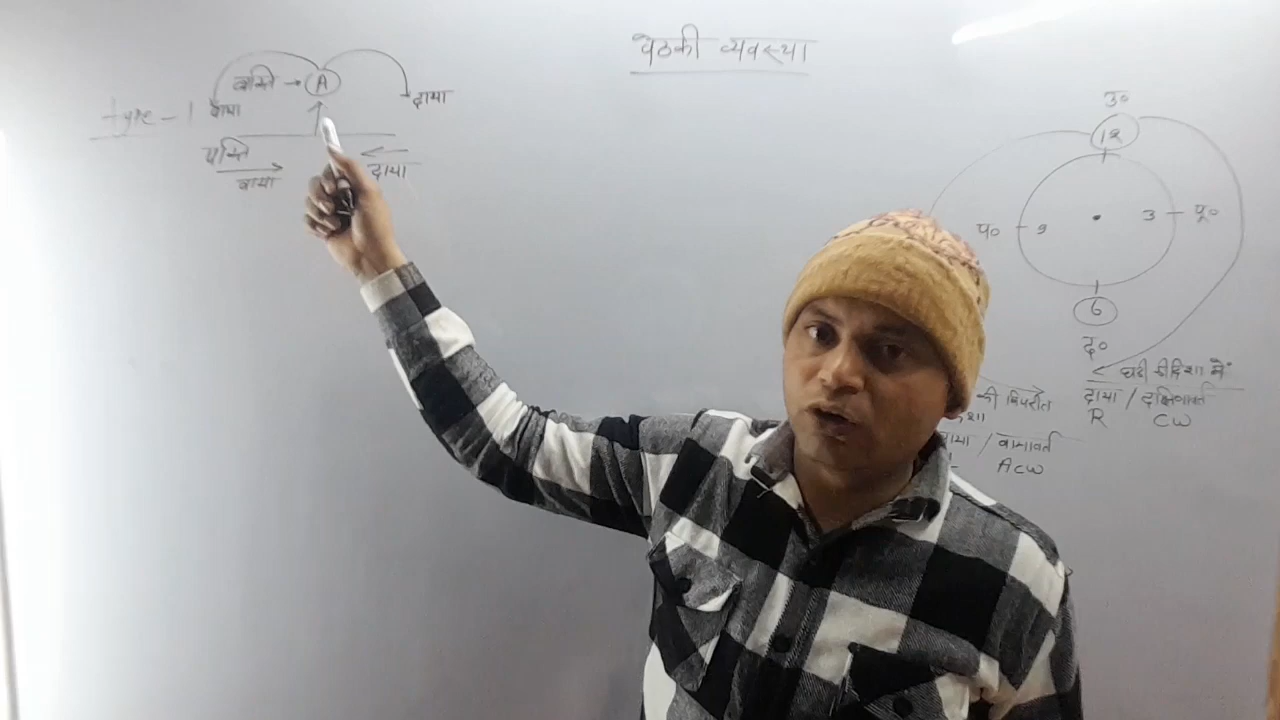 बैठकी व्यवस्था
type - 1
व्यक्ति → A
बाया
दाया
पंक्ति
बाया
दाया
उ०
12
प० 9
3 पू०
6
द०
घडी की दिशा में
दाया / दक्षिणावर्त
R CW
की विपरीत
शा
बाया / वामावर्त
ACW